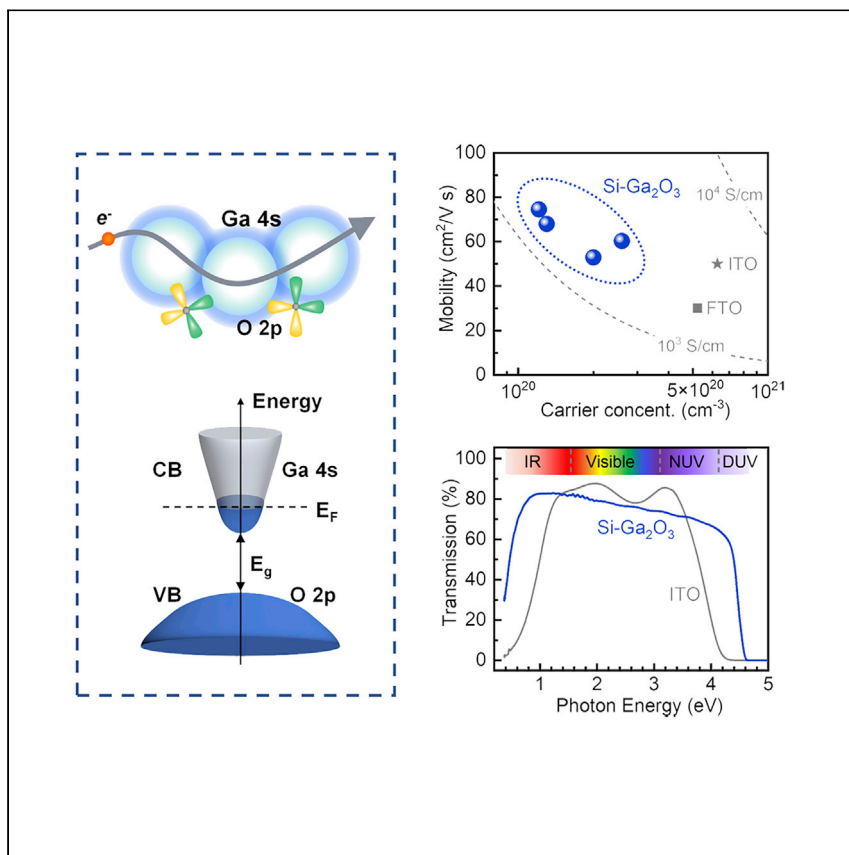 e-
Ga 4s
O 2p
Energy
CB
Ga 4s
E_F
E_g
VB
O 2p
100
80
60
40
20
0
Mobility (cm²/V s)
Si-Ga₂O₃
10⁴ S/cm
ITO
FTO
10³ S/cm
10²⁰
5×10²⁰
10²¹
Carrier concent. (cm⁻³)
100
80
60
40
20
0
Transmission (%)
IR
Visible
NUV
DUV
Si-Ga₂O₃
ITO
1
2
3
4
5
Photon Energy (eV)